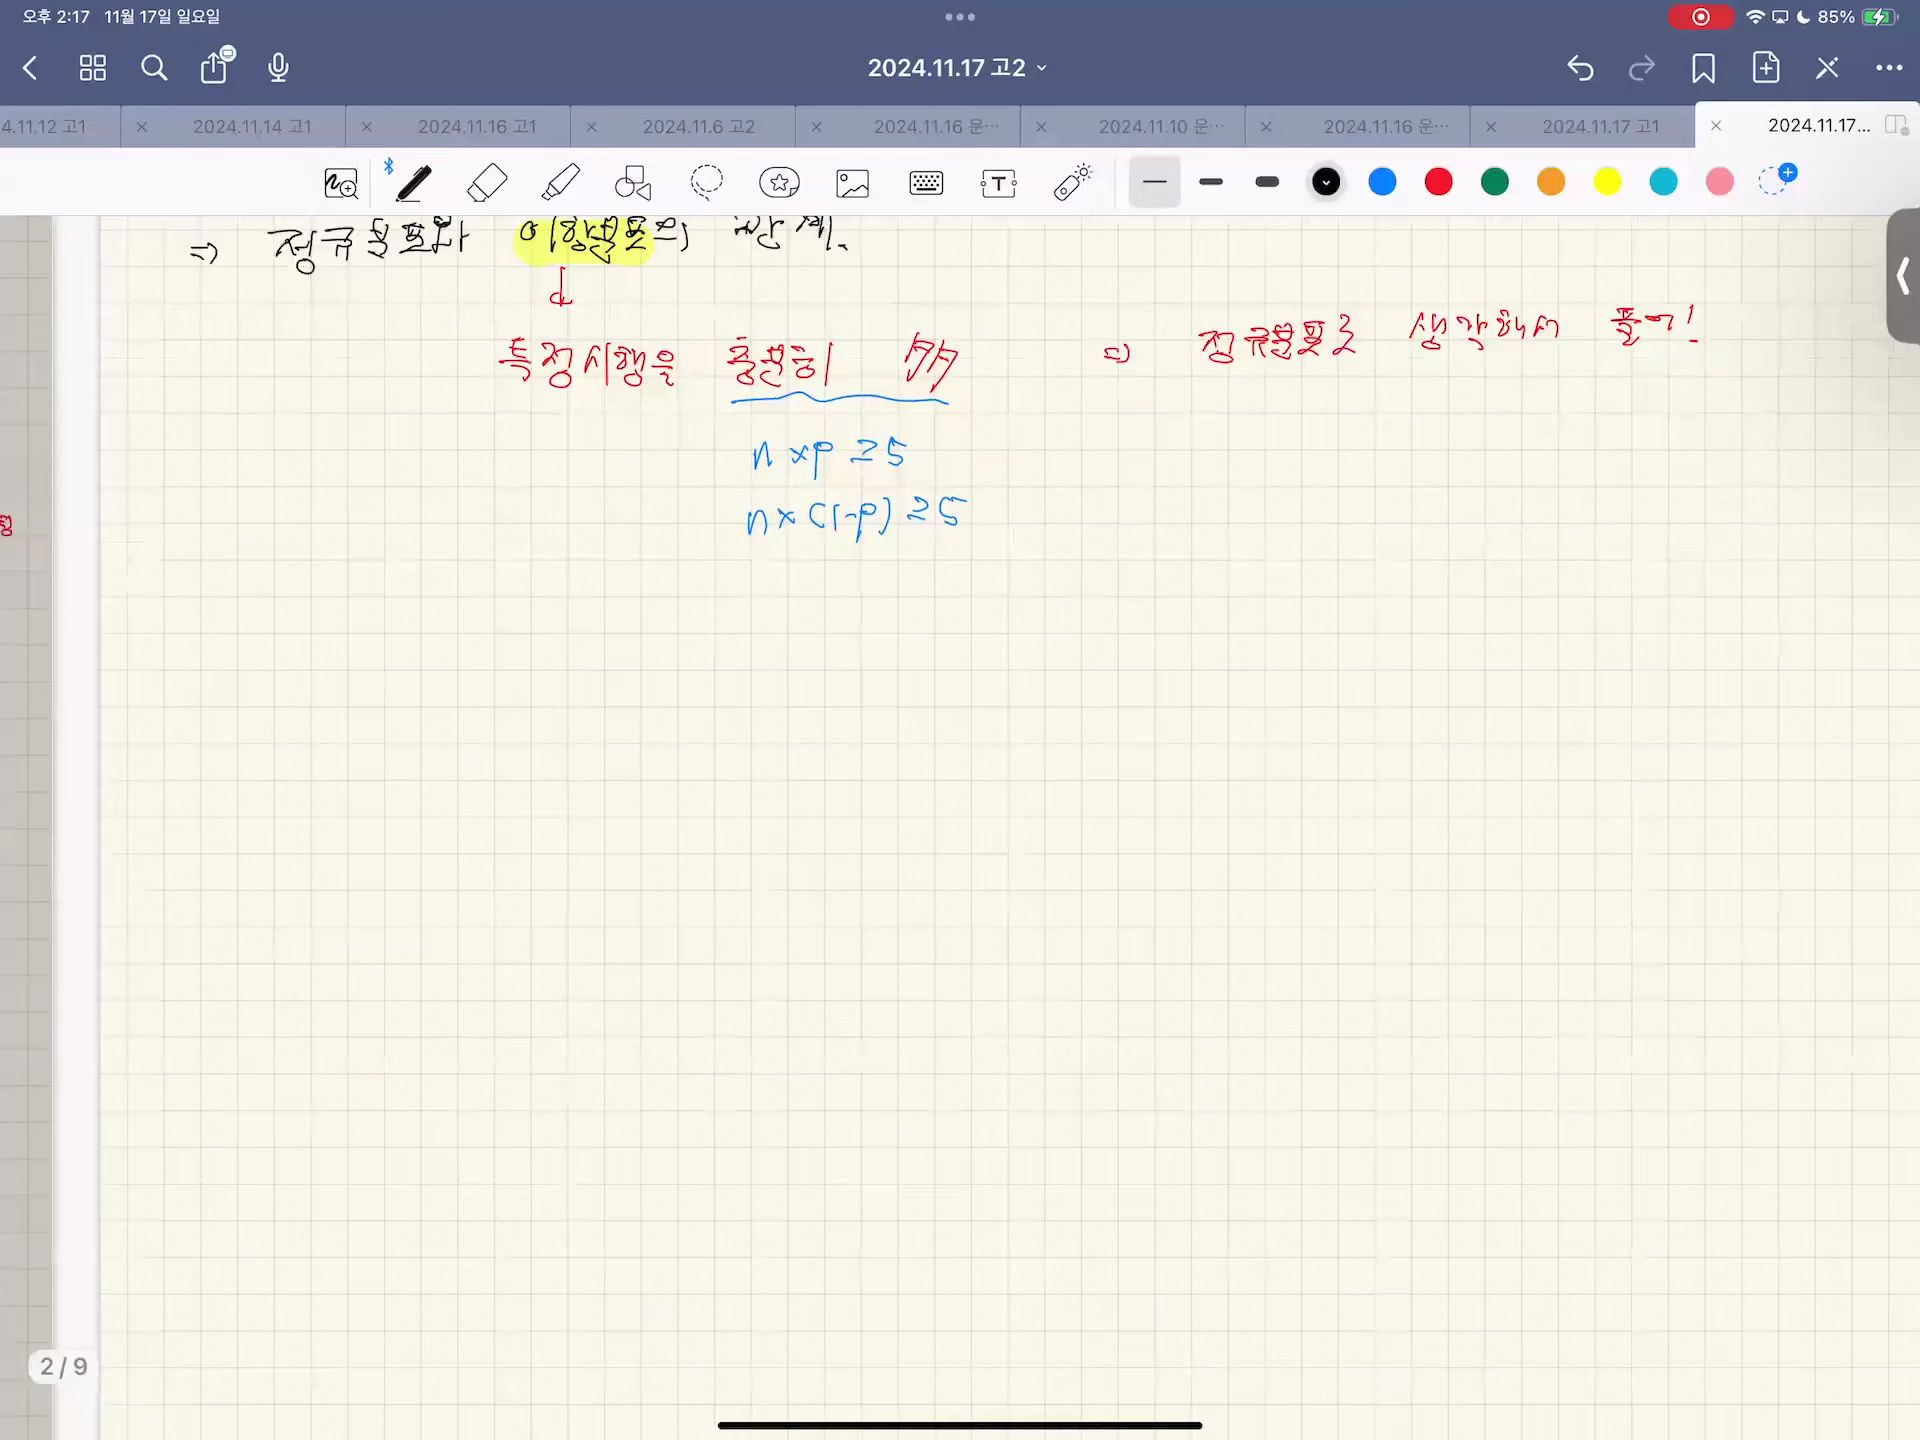 오후 2:17 11월 17일 일요일
85%
2024.11.17 고2
4.11.12 고1
2024.11.14 고1
2024.11.16 고1
2024.11.6 고2
2024.11.16 운…
2024.11.10 운…
2024.11.16 운…
2024.11.17 고1
2024.11.17...
⇒ 정규분포와 이항분포의 관계.
↓
특정시행을 충분히 多 ⇒ 정규분포로 생각해서 풀어!
n×p≥5
n×(1-p)≥5
정
2 / 9